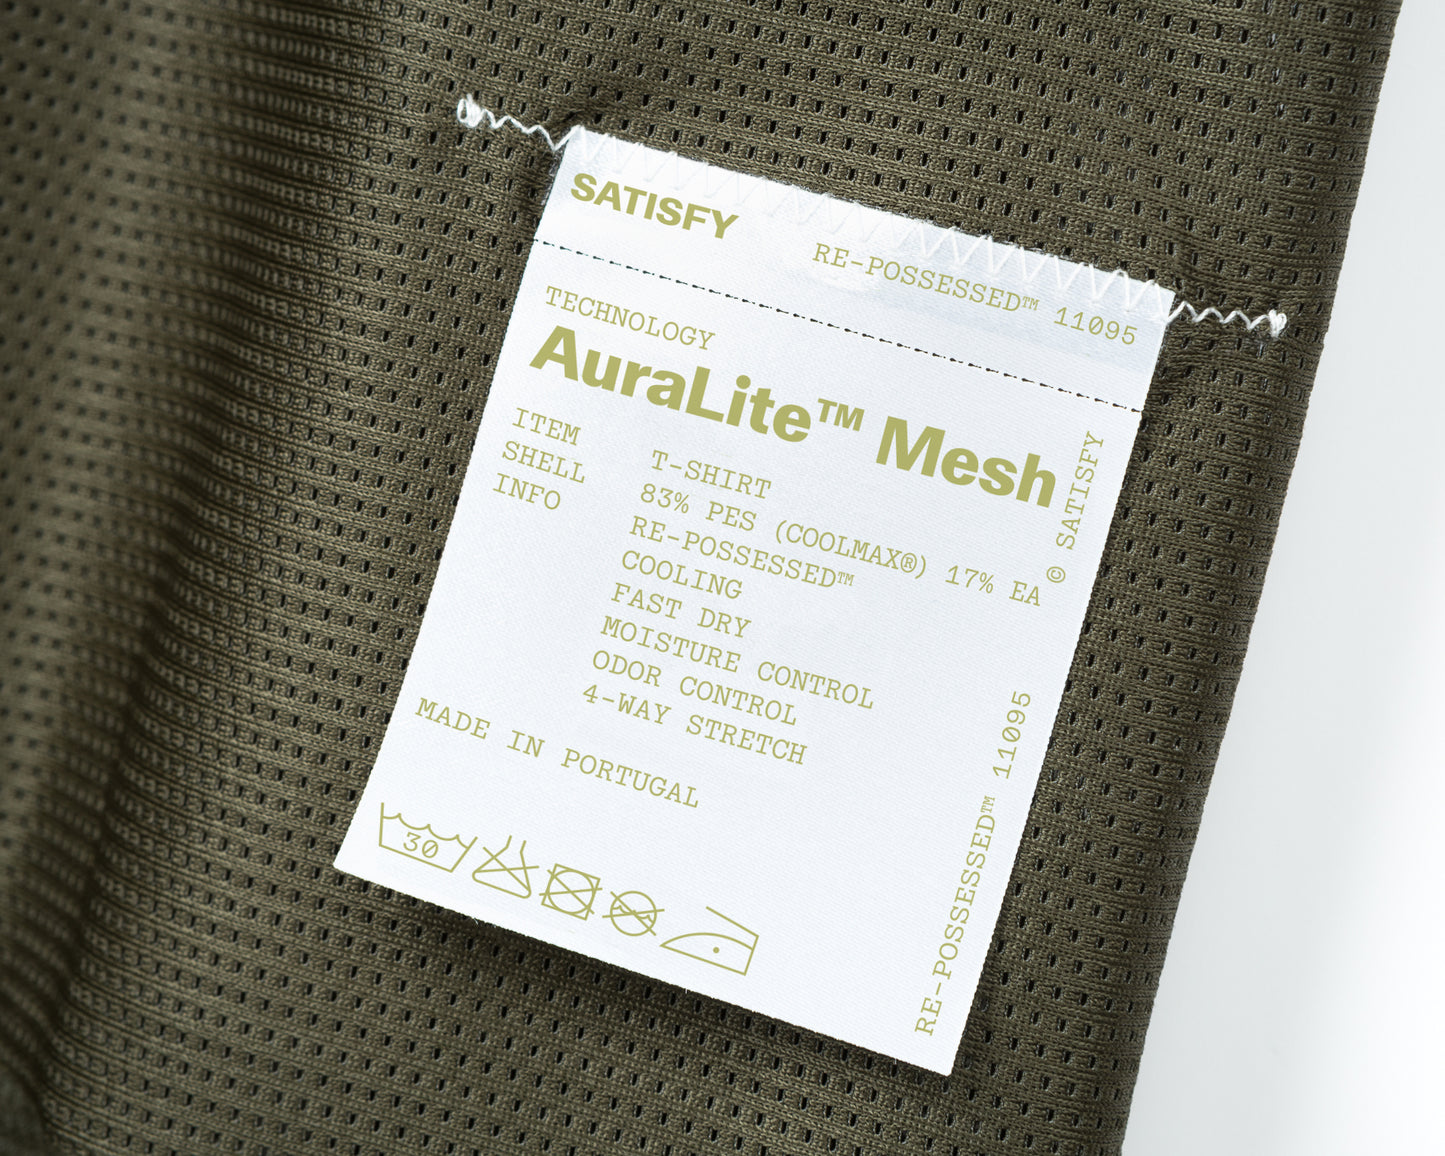 SATISFY
RE-POSSESSED™ 11095
TECHNOLOGY
AuraLite™ Mesh
ITEM T-SHIRT
SHELL 83% PES (COOLMAX®) 17% EA
INFO RE-POSSESSED™
COOLING
FAST DRY
MOISTURE CONTROL
ODOR CONTROL
4-WAY STRETCH
MADE IN PORTUGAL
30
RE-POSSESSED™ 11095
© SATISFY